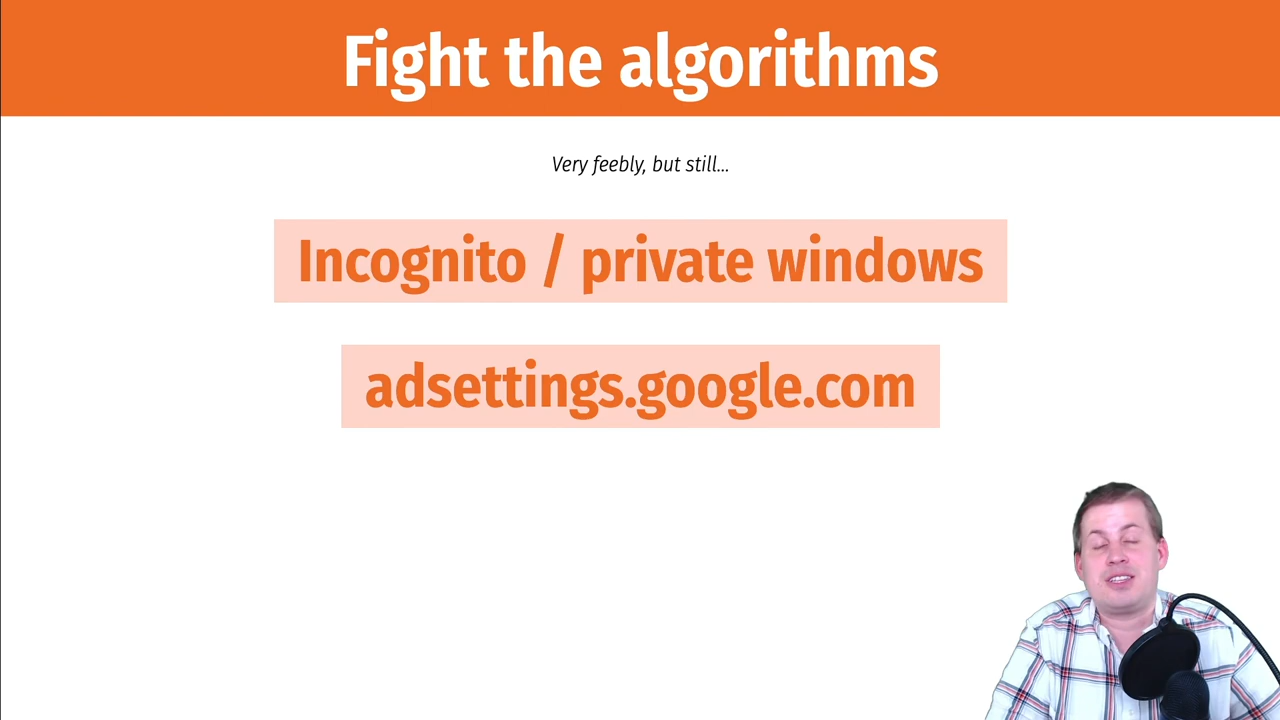 Fight the algorithms
Very feebly, but still...
Incognito / private windows
adsettings.google.com